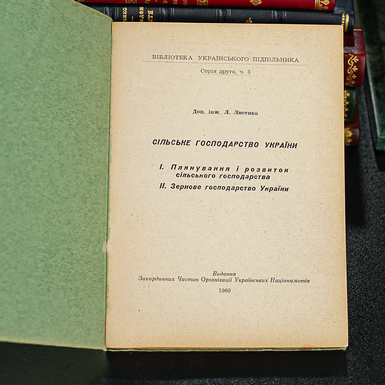 БІБЛІОТЕКА УКРАЇНСЬКОГО ПІДПІЛЬНИКА
Серія друга, ч. 3
Доц. інж. Л. Лисенко
СІЛЬСЬКЕ ГОСПОДАРСТВО УКРАЇНИ
І. Плянування і розвиток
сільського господарства
ІІ. Зернове господарство України
Видання
Закордонних Частин Організації Українських Націоналістів
1960